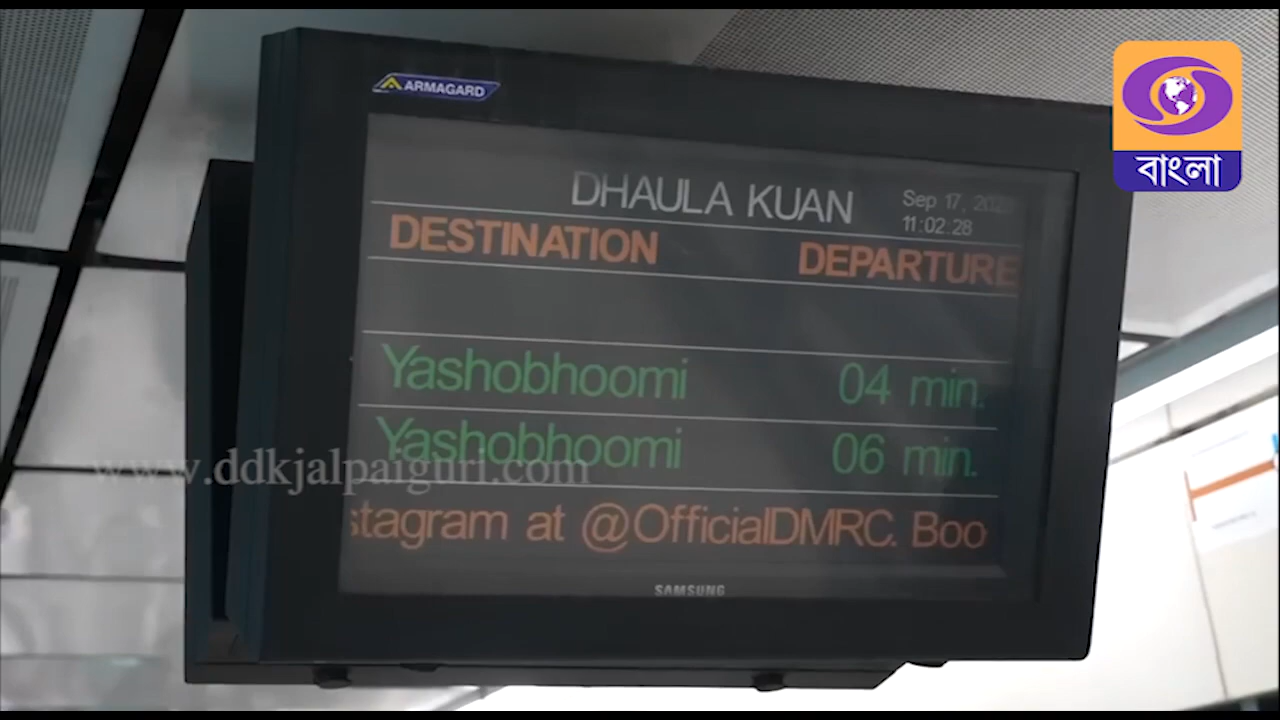 ARMAGARD
বাংলা
DHAULA KUAN
Sep 17,
11:02:28
DESTINATION DEPARTURE
Yashobhoomi 04 min.
Yashobhoomi 06 min.
www.ddkjalpaiguri.com
stagram at @OfficialDMRC. Boo
SAMSUNG